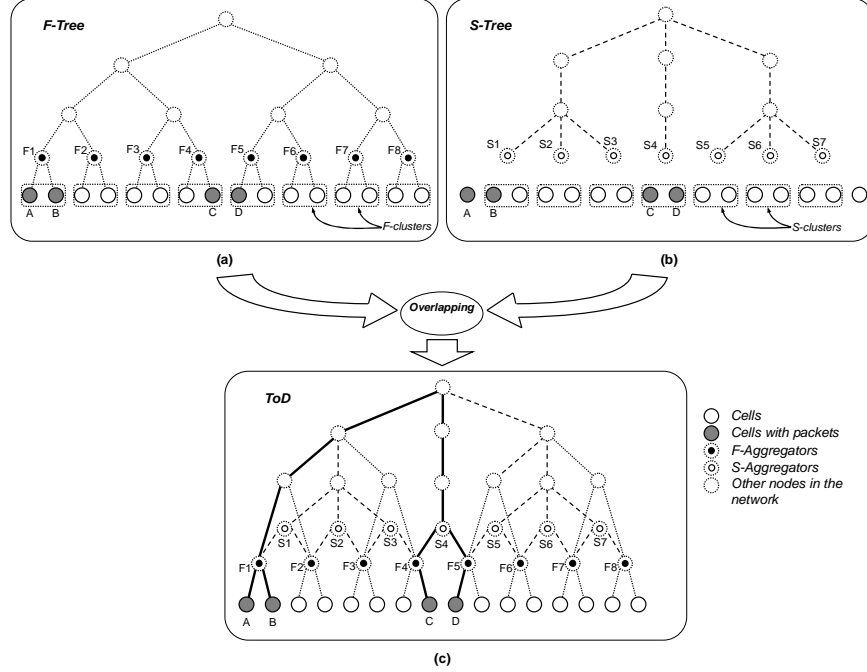 F-Tree
F1 F2 F3 F4 F5 F6 F7 F8
A B C D
F-clusters
(a)
S-Tree
S1 S2 S3 S4 S5 S6 S7
A B C D
S-clusters
(b)
Overlapping
ToD
S1 S2 S3 S4 S5 S6 S7
F1 F2 F3 F4 F5 F6 F7 F8
A B C D
(c)
Cells
Cells with packets
F-Aggregators
S-Aggregators
Other nodes in the
network